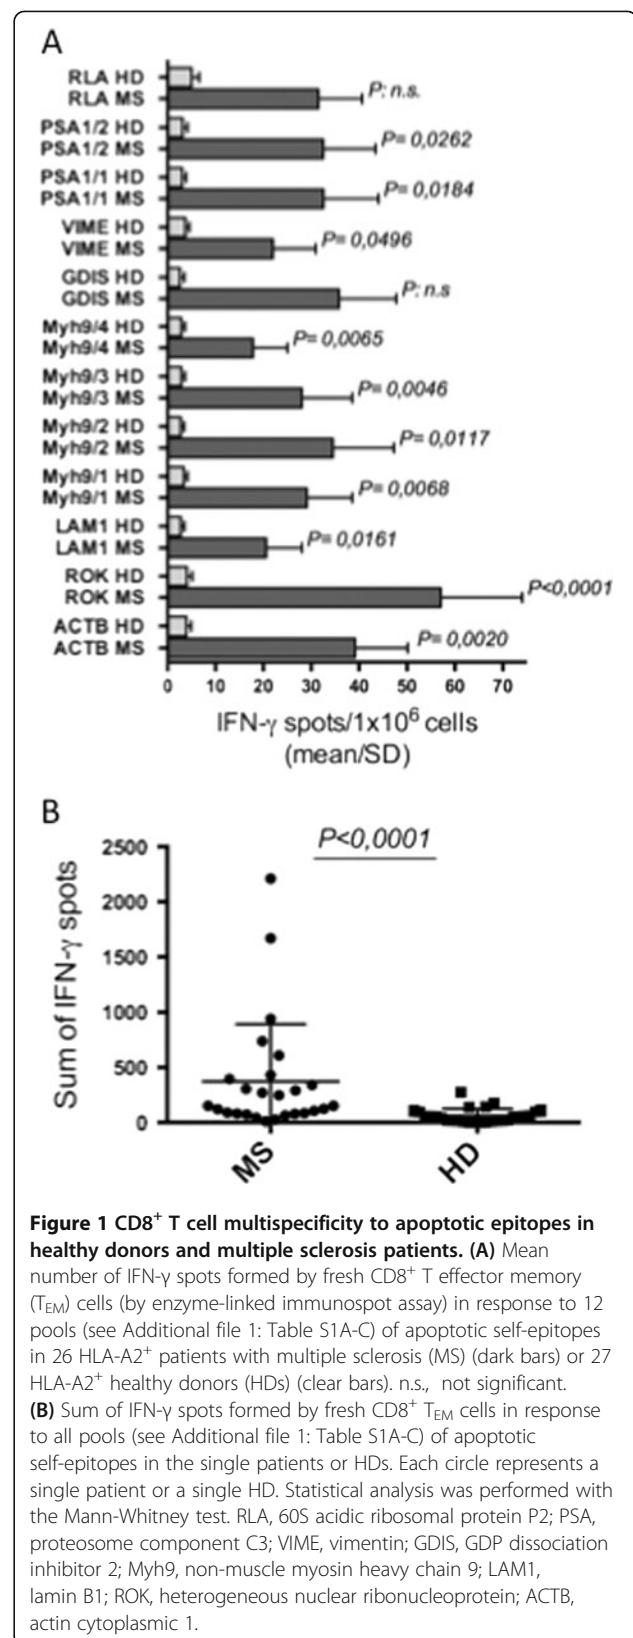 A
RLA HD
RLA MS
P: n.s.
PSA1/2 HD
PSA1/2 MS
P= 0,0262
PSA1/1 HD
PSA1/1 MS
P= 0,0184
VIME HD
VIME MS
P= 0,0496
GDIS HD
GDIS MS
P: n.s
Myh9/4 HD
Myh9/4 MS
P= 0,0065
Myh9/3 HD
Myh9/3 MS
P= 0,0046
Myh9/2 HD
Myh9/2 MS
P= 0,0117
Myh9/1 HD
Myh9/1 MS
P= 0,0068
LAM1 HD
LAM1 MS
P= 0,0161
ROK HD
ROK MS
P<0,0001
ACTB HD
ACTB MS
P= 0,0020
0 10 20 30 40 50 60 70
IFN-γ spots/1x10⁶ cells
(mean/SD)
B
P<0,0001
2500
2000
1500
1000
500
0
Sum of IFN-γ spots
MS HD
Figure 1 CD8⁺ T cell multispecificity to apoptotic epitopes in
healthy donors and multiple sclerosis patients. (A) Mean
number of IFN-γ spots formed by fresh CD8⁺ T effector memory
(T_EM) cells (by enzyme-linked immunospot assay) in response to 12
pools (see Additional file 1: Table S1A-C) of apoptotic self-epitopes
in 26 HLA-A2⁺ patients with multiple sclerosis (MS) (dark bars) or 27
HLA-A2⁺ healthy donors (HDs) (clear bars). n.s., not significant.
(B) Sum of IFN-γ spots formed by fresh CD8⁺ T_EM cells in response
to all pools (see Additional file 1: Table S1A-C) of apoptotic
self-epitopes in the single patients or HDs. Each circle represents a
single patient or a single HD. Statistical analysis was performed with
the Mann-Whitney test. RLA, 60S acidic ribosomal protein P2; PSA,
proteosome component C3; VIME, vimentin; GDIS, GDP dissociation
inhibitor 2; Myh9, non-muscle myosin heavy chain 9; LAM1,
lamin B1; ROK, heterogeneous nuclear ribonucleoprotein; ACTB,
actin cytoplasmic 1.